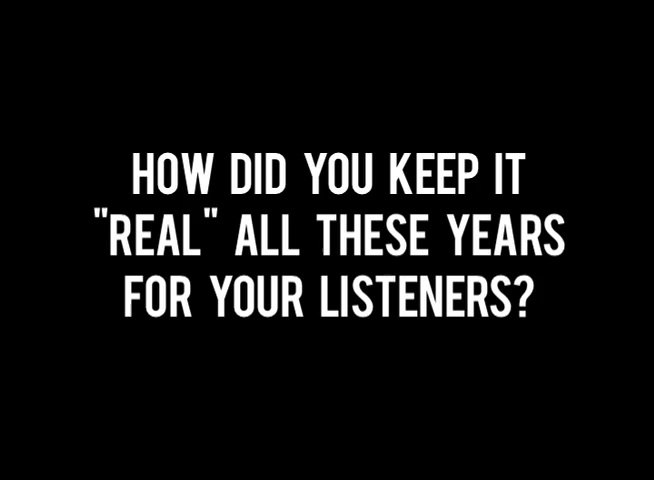 HOW DID YOU KEEP IT
"REAL" ALL THESE YEARS
FOR YOUR LISTENERS?